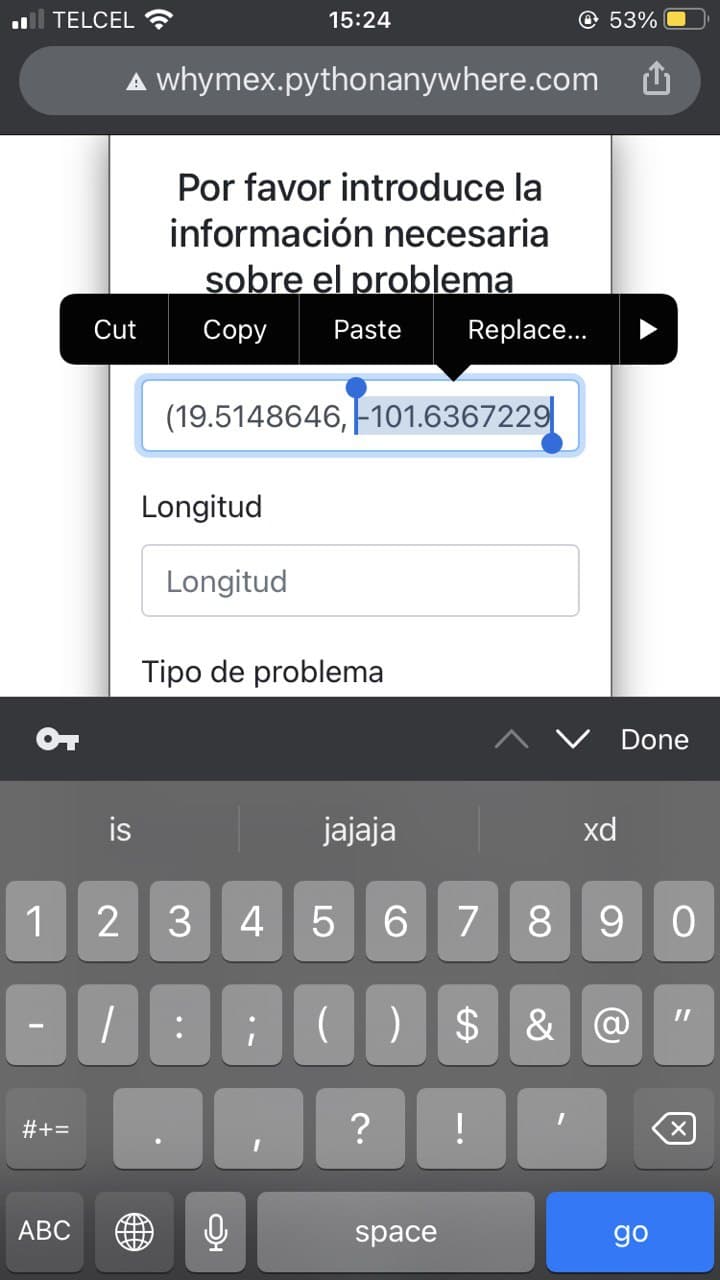 TELCEL 15:24 53%
whymex.pythonanywhere.com
Por favor introduce la
información necesaria
sobre el problema
Cut Copy Paste Replace...
(19.5148646, -101.6367229
Longitud
Longitud
Tipo de problema
Done
is jajaja xd
1 2 3 4 5 6 7 8 9 0
- / : ; ( ) $ & @ "
#+= . , ? ! '
ABC space go